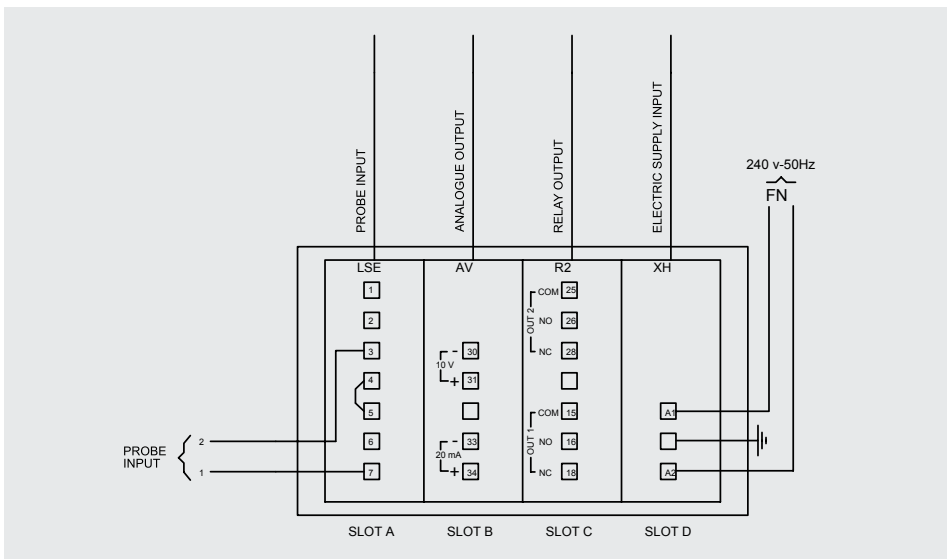 PROBE INPUT
ANALOGUE OUTPUT
RELAY OUTPUT
ELECTRIC SUPPLY INPUT
240 v-50Hz
FN
LSE
AV
R2
XH
1
2
3
4
5
6
7
- 30
10 V
+ 31
- 33
20 mA
+ 34
OUT 2
COM 25
NO 26
NC 28
OUT 1
COM 15
NO 16
NC 18
A1
A2
PROBE
INPUT
2
1
SLOT A
SLOT B
SLOT C
SLOT D